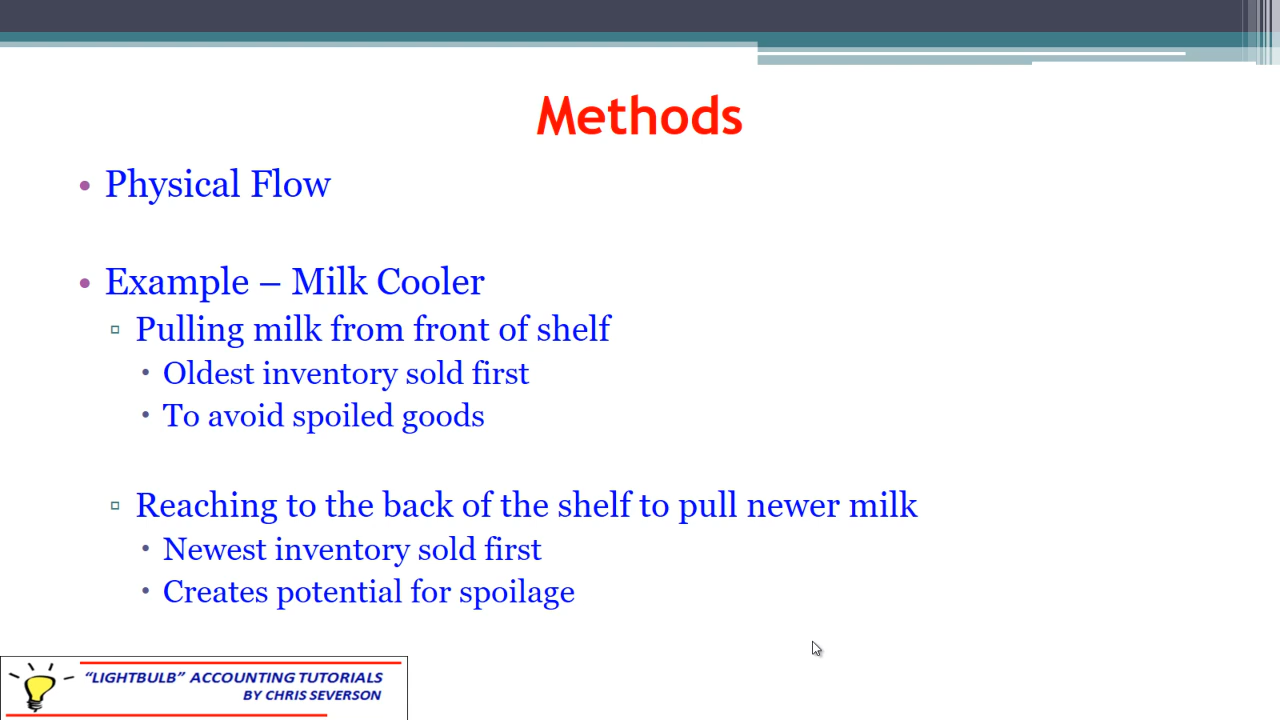 Methods
• Physical Flow
• Example – Milk Cooler
▫ Pulling milk from front of shelf
• Oldest inventory sold first
• To avoid spoiled goods
▫ Reaching to the back of the shelf to pull newer milk
• Newest inventory sold first
• Creates potential for spoilage
“LIGHTBULB” ACCOUNTING TUTORIALS
BY CHRIS SEVERSON